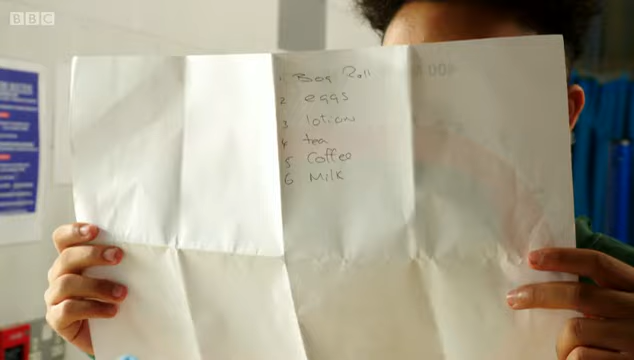 BBC
1 Bog Roll
2 eggs
3 lotion
4 tea
5 Coffee
6 Milk